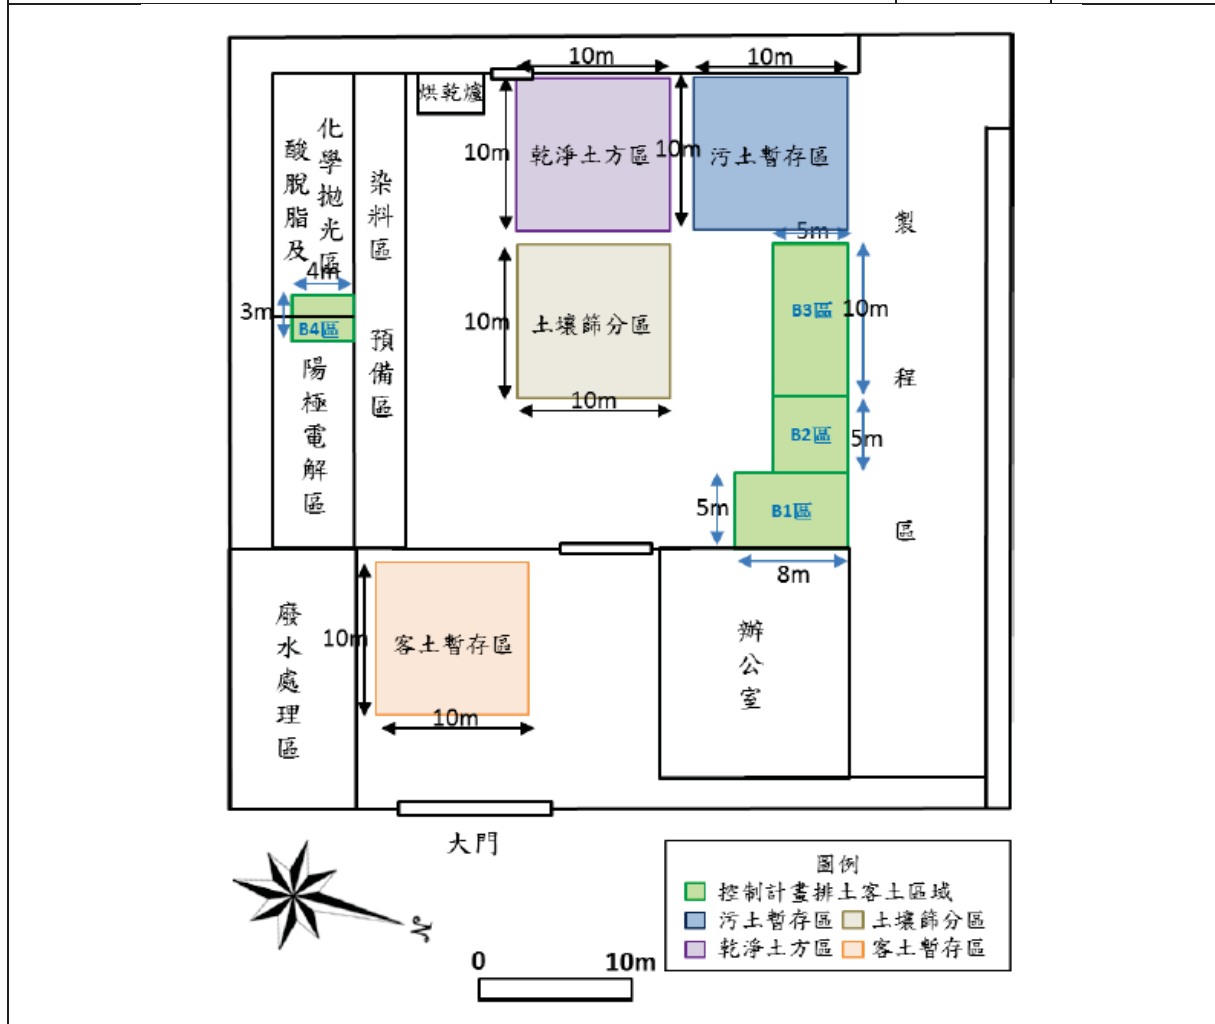 10m
10m
烘乾爐
10m
乾淨土方區
10m
污土暫存區
酸脫脂及
化學拋光區
染料區
製程區
5m
4m
3m
B4區
預備區
10m
土壤篩分區
10m
B3區
10m
B2區
5m
陽極電解區
5m
B1區
8m
廢水處理區
10m
客土暫存區
10m
辦公室
大門
N
0
10m
圖例
控制計畫排土客土區域
污土暫存區
土壤篩分區
乾淨土方區
客土暫存區